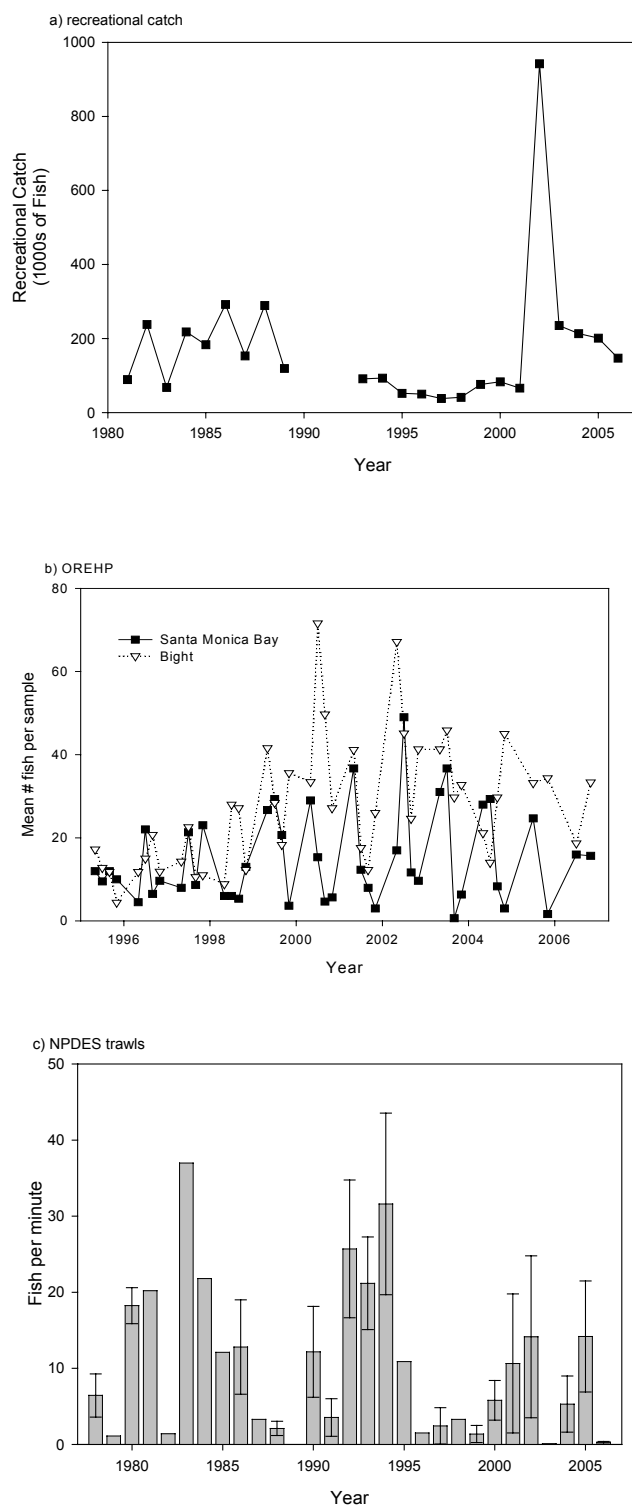 a) recreational catch
1000
800
600
400
200
0
Recreational Catch
(1000s of Fish)
1980 1985 1990 1995 2000 2005
Year
b) OREHP
80
60
40
20
0
Mean # fish per sample
Santa Monica Bay
Bight
1996 1998 2000 2002 2004 2006
Year
c) NPDES trawls
50
40
30
20
10
0
Fish per minute
1980 1985 1990 1995 2000 2005
Year